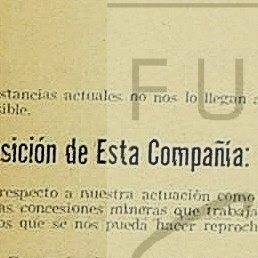 FU
stancias actuales no nos lo llegan a
sible.
sición de Esta Compañía:
respecto a nuestra actuación como
as concesiones mineras que trabaja
os que se nos pueda hacer reproch